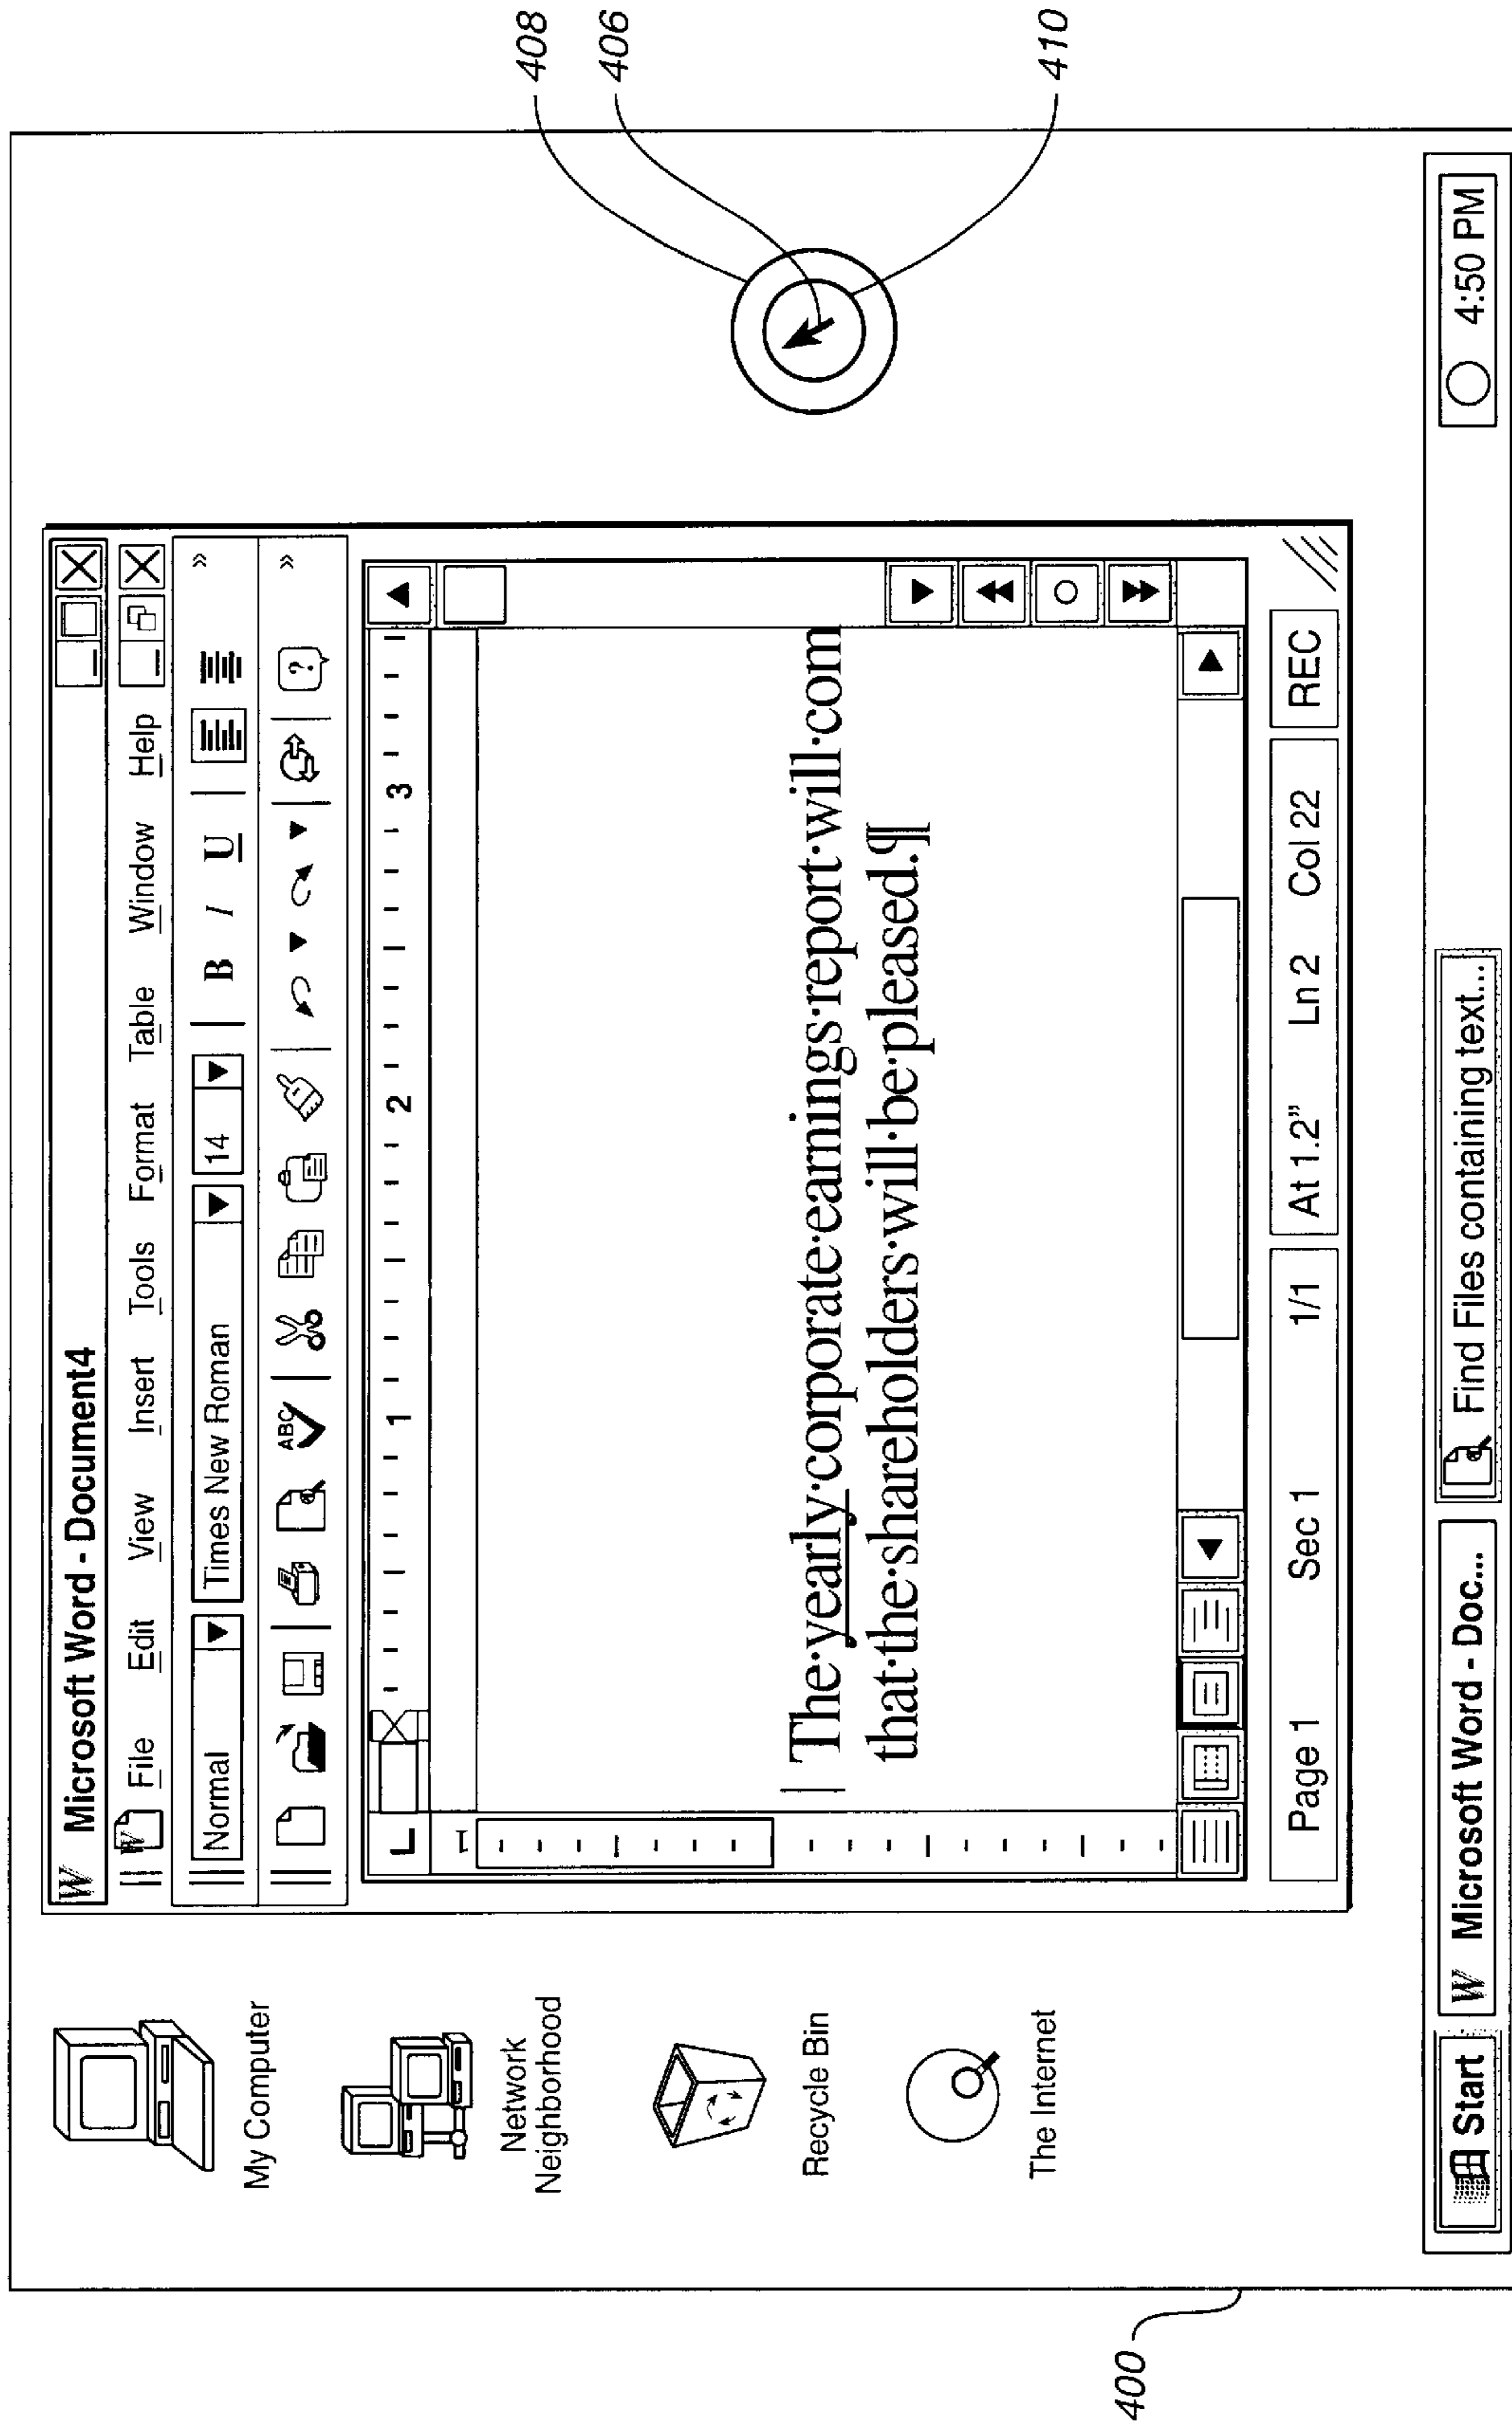 408
406
410
400
My Computer
Network
Neighborhood
Recycle Bin
The Internet
W Microsoft Word - Document4
W File Edit View Insert Tools Format Table Window Help
Normal Times New Roman 14 B I U »
ABC ? »
L 1 2 3
1
The·yearly·corporate·earnings·report·will·com
that·the·shareholders·will·be·pleased.¶
Page 1 Sec 1 1/1 At 1.2" Ln 2 Col 22 REC
Start W Microsoft Word - Doc... Find Files containing text... 4:50 PM